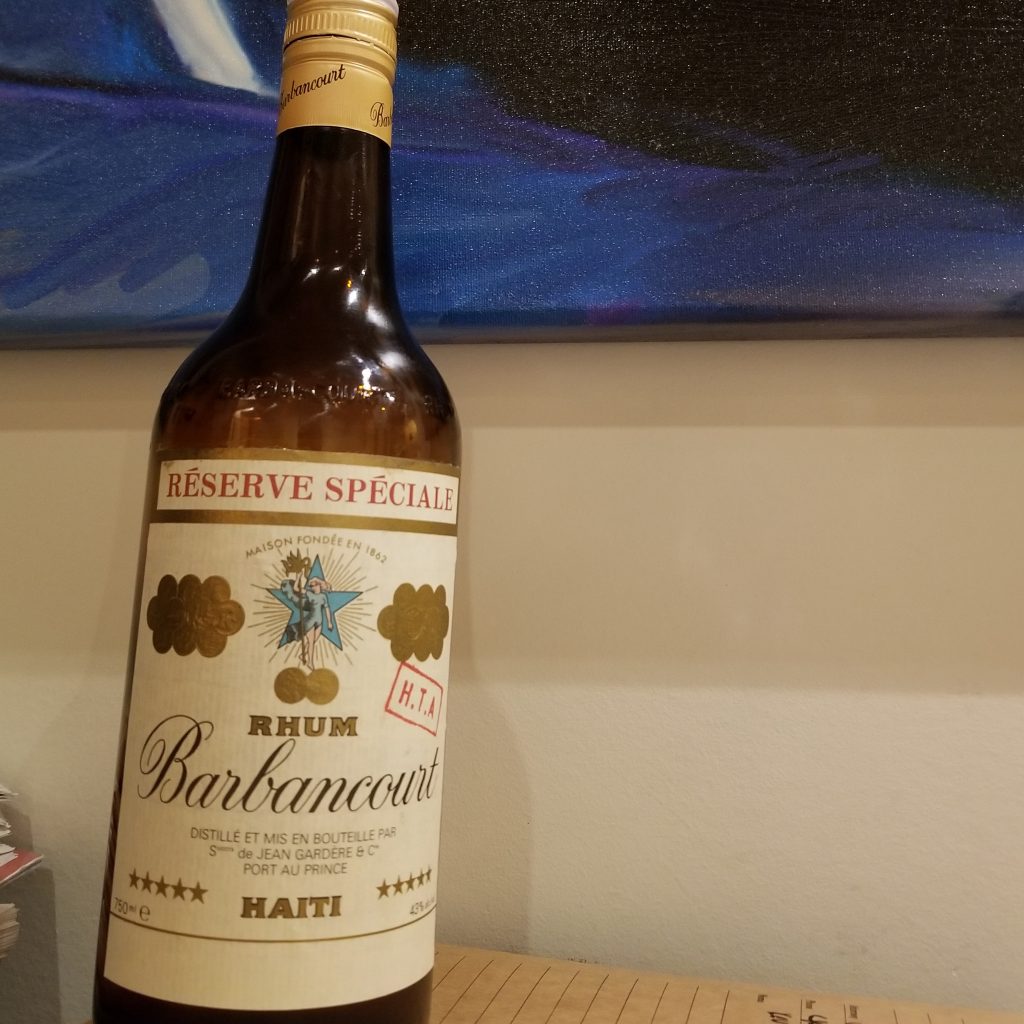 Barbancourt
RÉSERVE SPÉCIALE
MAISON FONDÉE EN 1862
H.T.A
RHUM
Barbancourt
DISTILLÉ ET MIS EN BOUTEILLE PAR
de JEAN GARDÈRE & Cie
PORT AU PRINCE
HAITI
750 ml e
43%